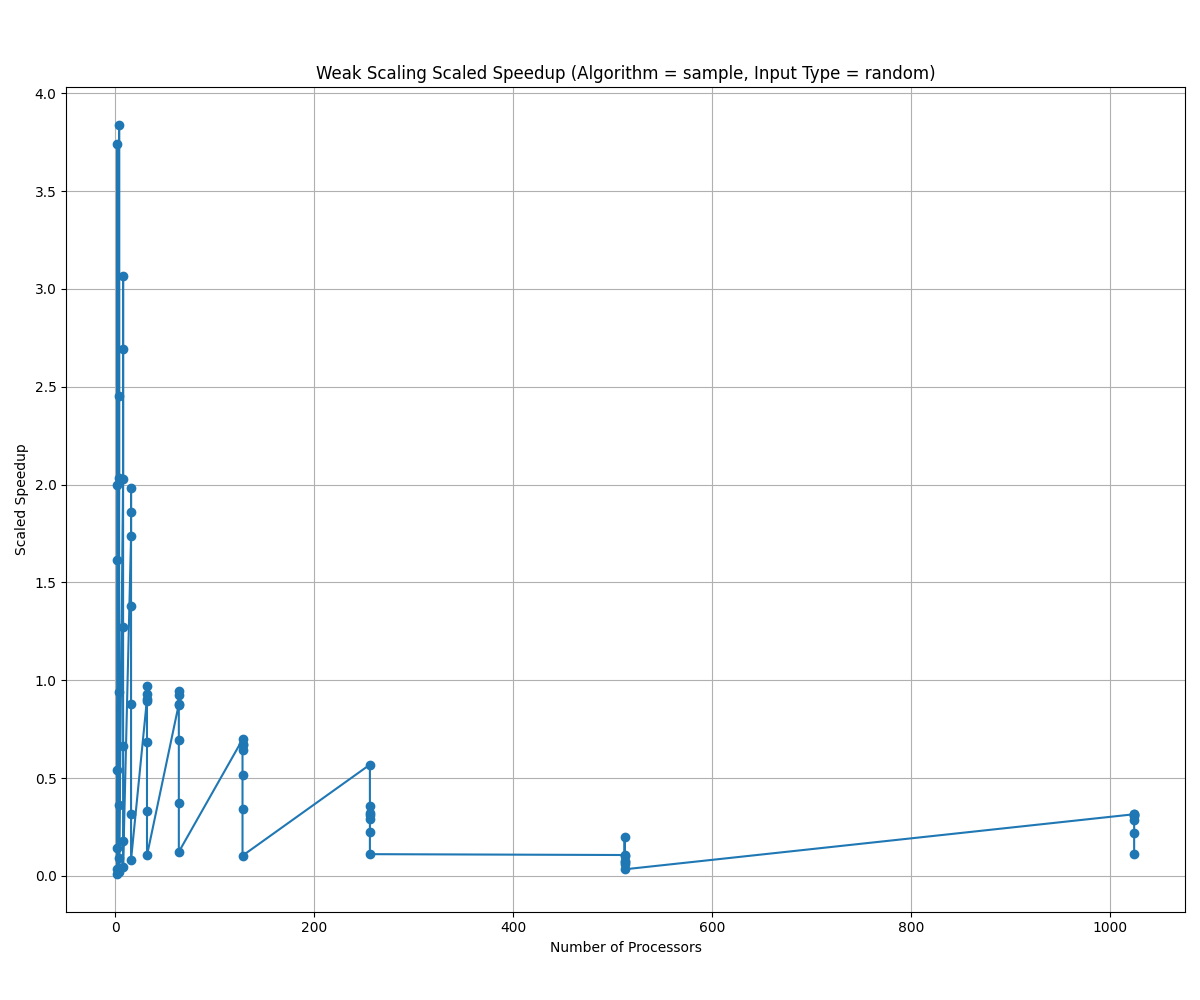 Weak Scaling Scaled Speedup (Algorithm = sample, Input Type = random)
4.0
3.5
3.0
2.5
2.0
1.5
1.0
0.5
0.0
Scaled Speedup
0 200 400 600 800 1000
Number of Processors